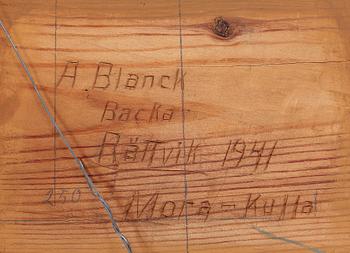 A. Blanck
Backa
Rättvik 1941
250 Mora-Kulla